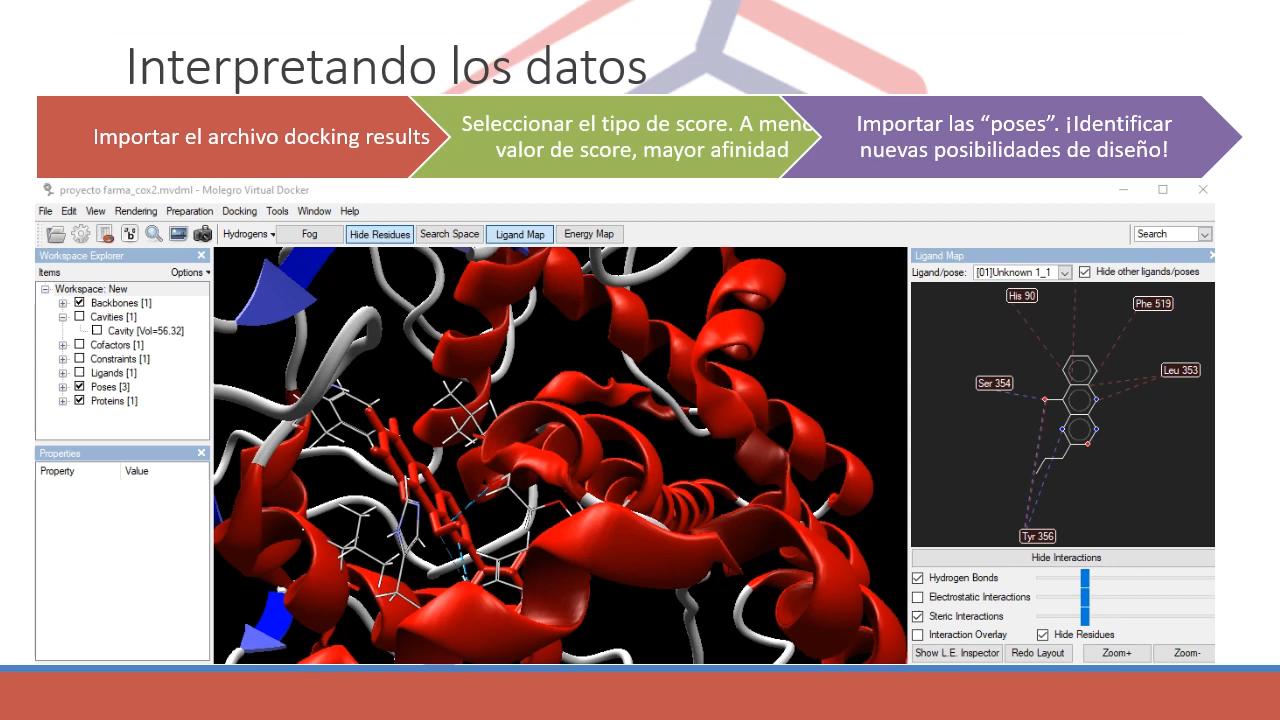 Interpretando los datos
Importar el archivo docking results
Seleccionar el tipo de score. A meno
valor de score, mayor afinidad
Importar las “poses”. ¡Identificar
nuevas posibilidades de diseño!
proyecto farma_cox2.mvdml - Molegro Virtual Docker
File Edit View Rendering Preparation Docking Tools Window Help
Hydrogens Fog Hide Residues Search Space Ligand Map Energy Map Search
Workspace Explorer
Items Options
Workspace: New
Backbones [1]
Cavities [1]
Cavity [Vol=56.32]
Cofactors [1]
Constraints [1]
Ligands [1]
Poses [3]
Proteins [1]
Properties
Property Value
Ligand Map
Ligand/pose: [01]Unknown 1_1 Hide other ligands/poses
His 90
Phe 519
Leu 353
Ser 354
Tyr 356
Hide Interactions
Hydrogen Bonds
Electrostatic Interactions
Steric Interactions
Interaction Overlay Hide Residues
Show L.E. Inspector Redo Layout Zoom+ Zoom-